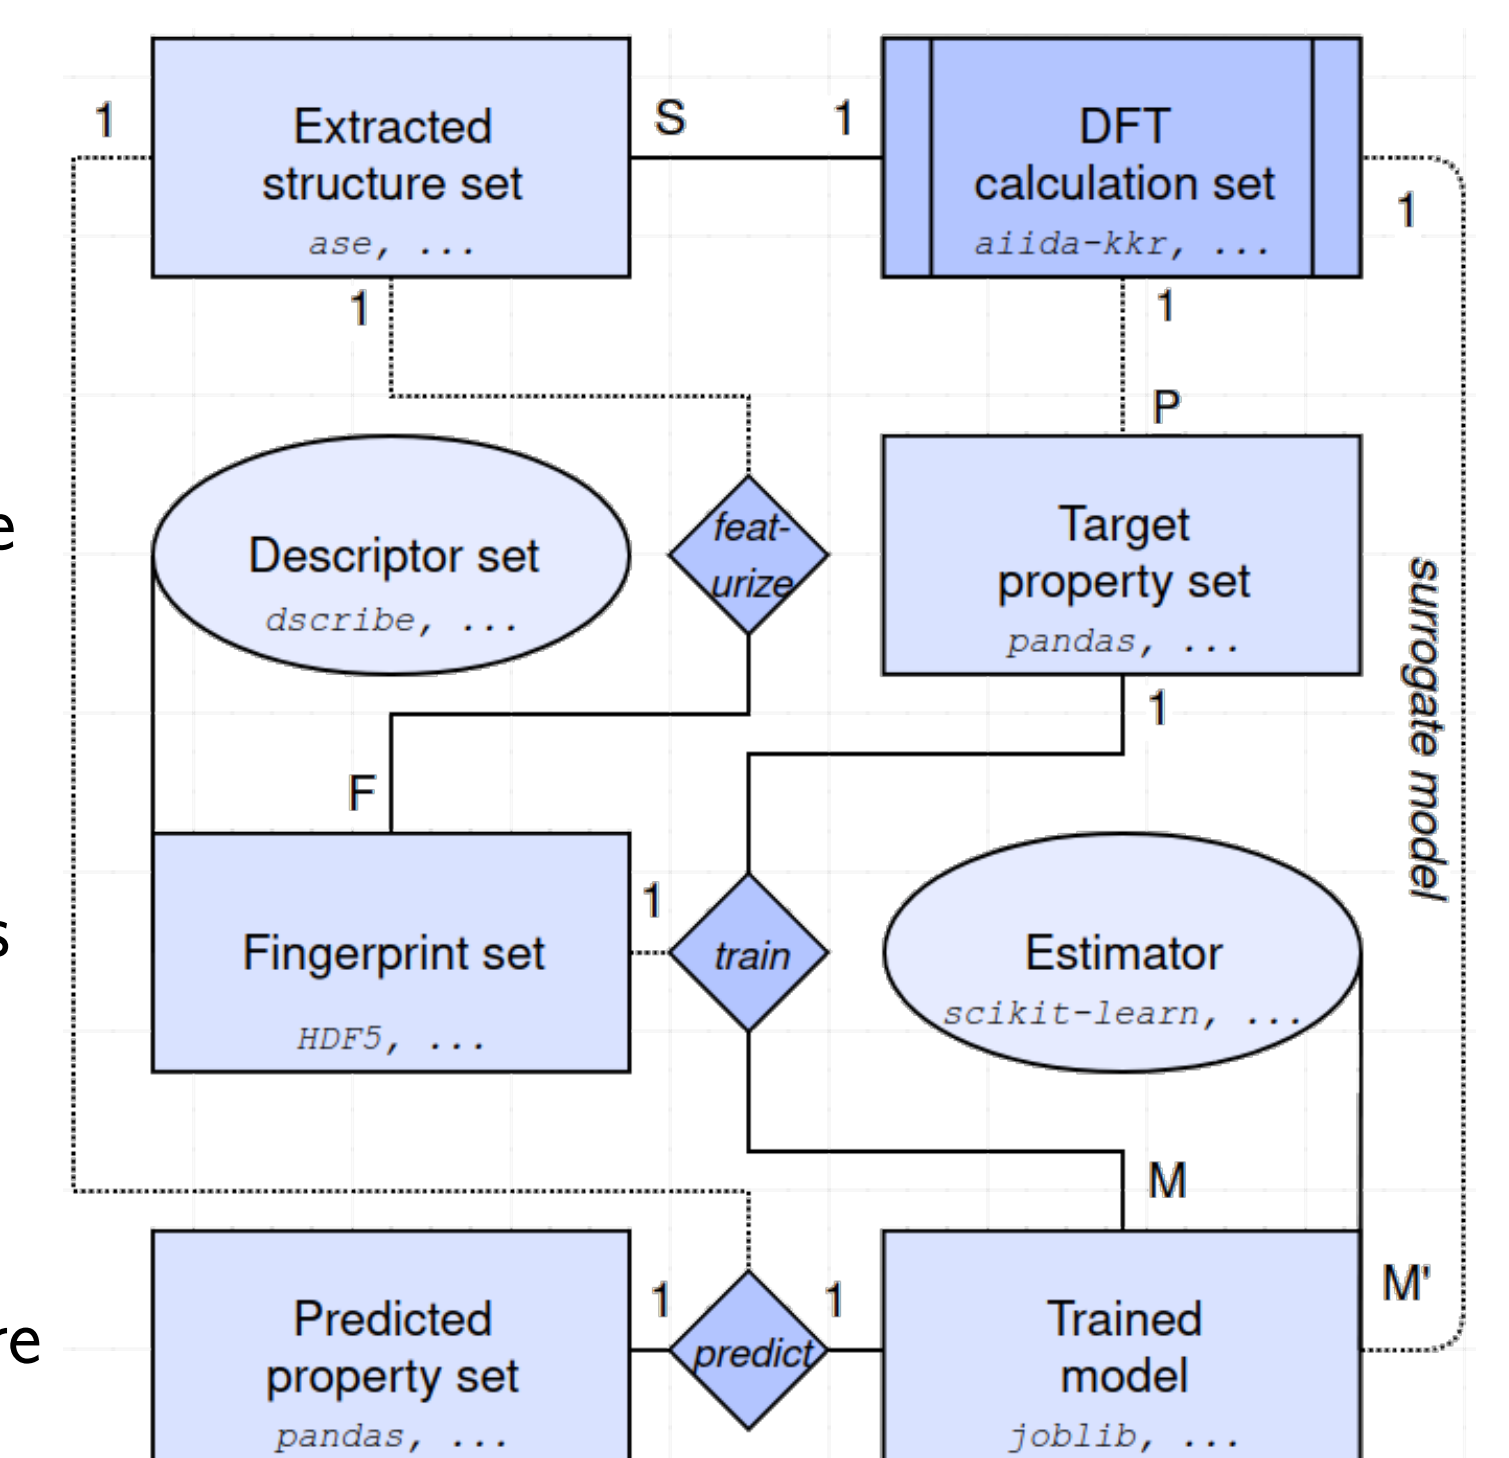 1
Extracted
structure set
ase, ...
S
1
DFT
calculation set
aiida-kkr, ...
1
1
1
P
e
Descriptor set
dscribe, ...
feat-
urize
Target
property set
pandas, ...
surrogate model
1
F
s
Fingerprint set
HDF5, ...
1
train
Estimator
scikit-learn, ...
M
re
Predicted
property set
pandas, ...
1
predict
1
Trained
model
joblib, ...
M'